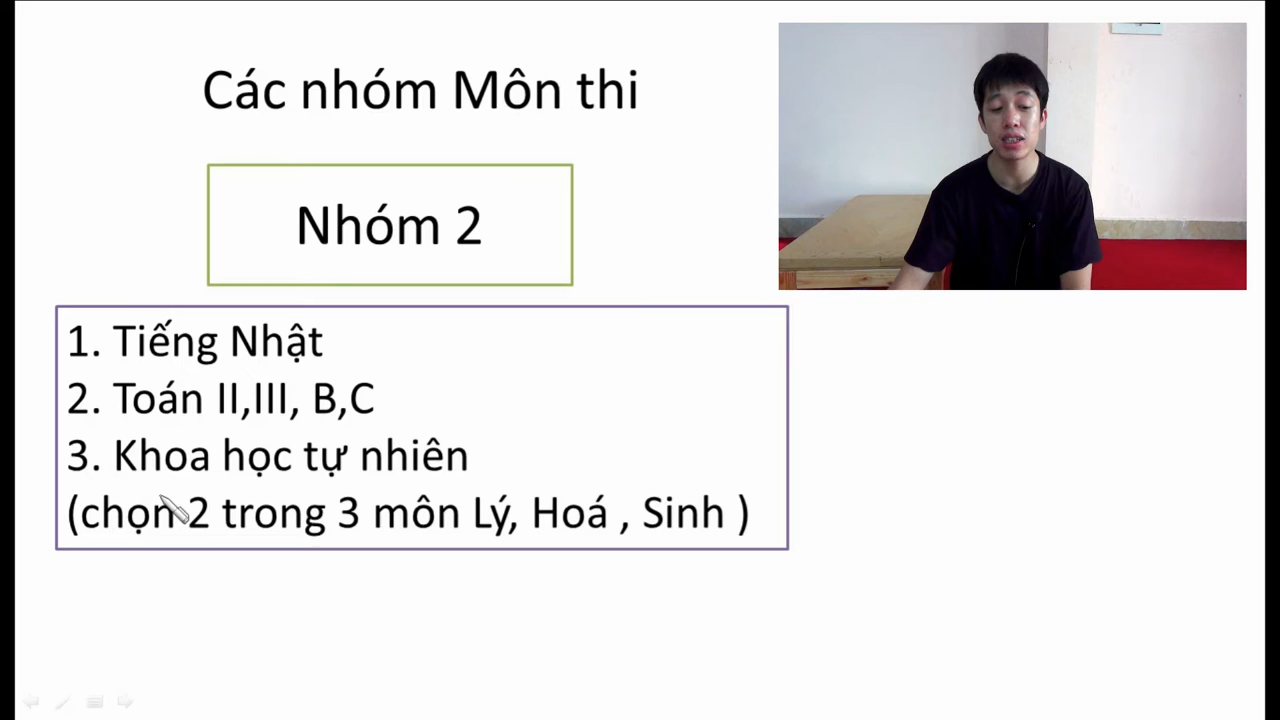 Các nhóm Môn thi
Nhóm 2
1. Tiếng Nhật
2. Toán II,III, B,C
3. Khoa học tự nhiên
(chọn 2 trong 3 môn Lý, Hoá , Sinh )